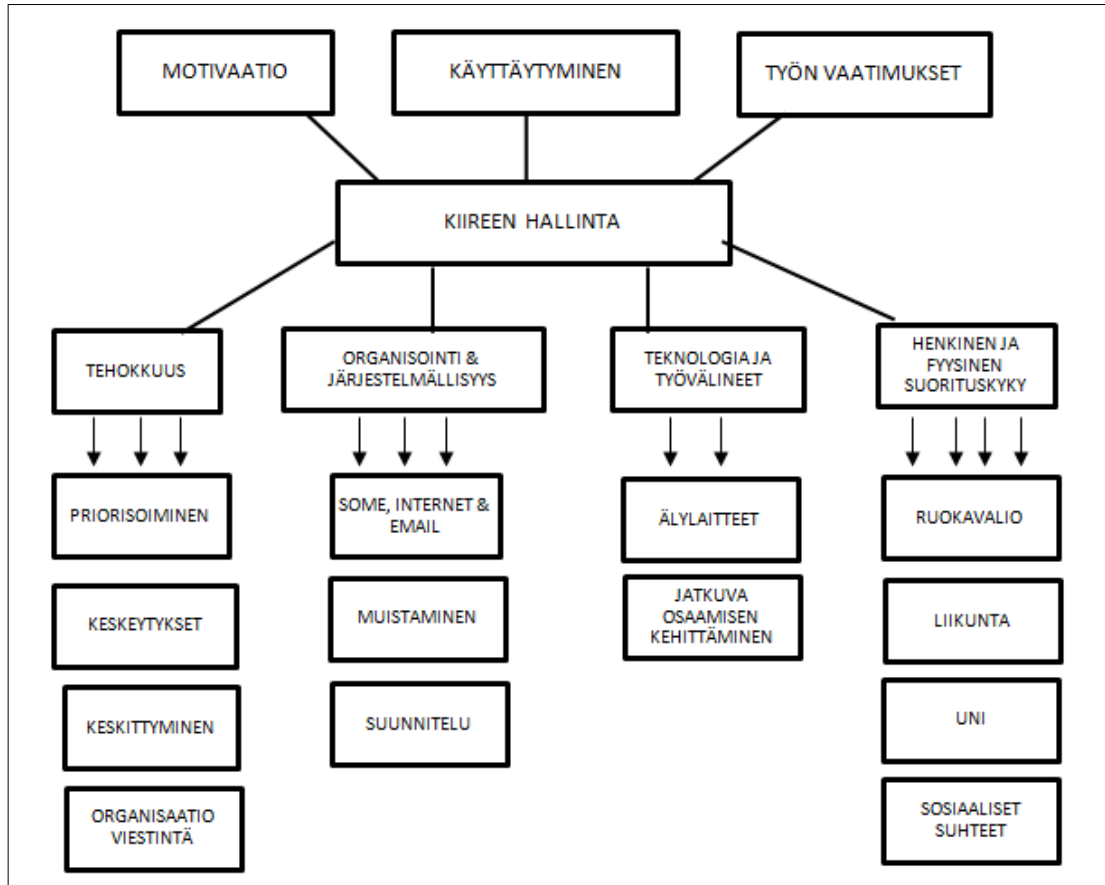 MOTIVAATIO
KÄYTTÄYTYMINEN
TYÖN VAATIMUKSET
KIIREEN HALLINTA
TEHOKKUUS
ORGANISOINTI &
JÄRJESTELMÄLLISYYS
TEKNOLOGIA JA
TYÖVÄLINEET
HENKINEN JA
FYYSINEN
SUORITUSKYKY
PRIORISOIMINEN
SOME, INTERNET &
EMAIL
ÄLYLAITTEET
RUOKAVALIO
KESKEYTYKSET
MUISTAMINEN
JATKUVA
OSAAMISEN
KEHITTÄMINEN
LIIKUNTA
KESKITTYMINEN
SUUNNITELU
UNI
ORGANISAATIO
VIESTINTÄ
SOSIAALISET
SUHTEET